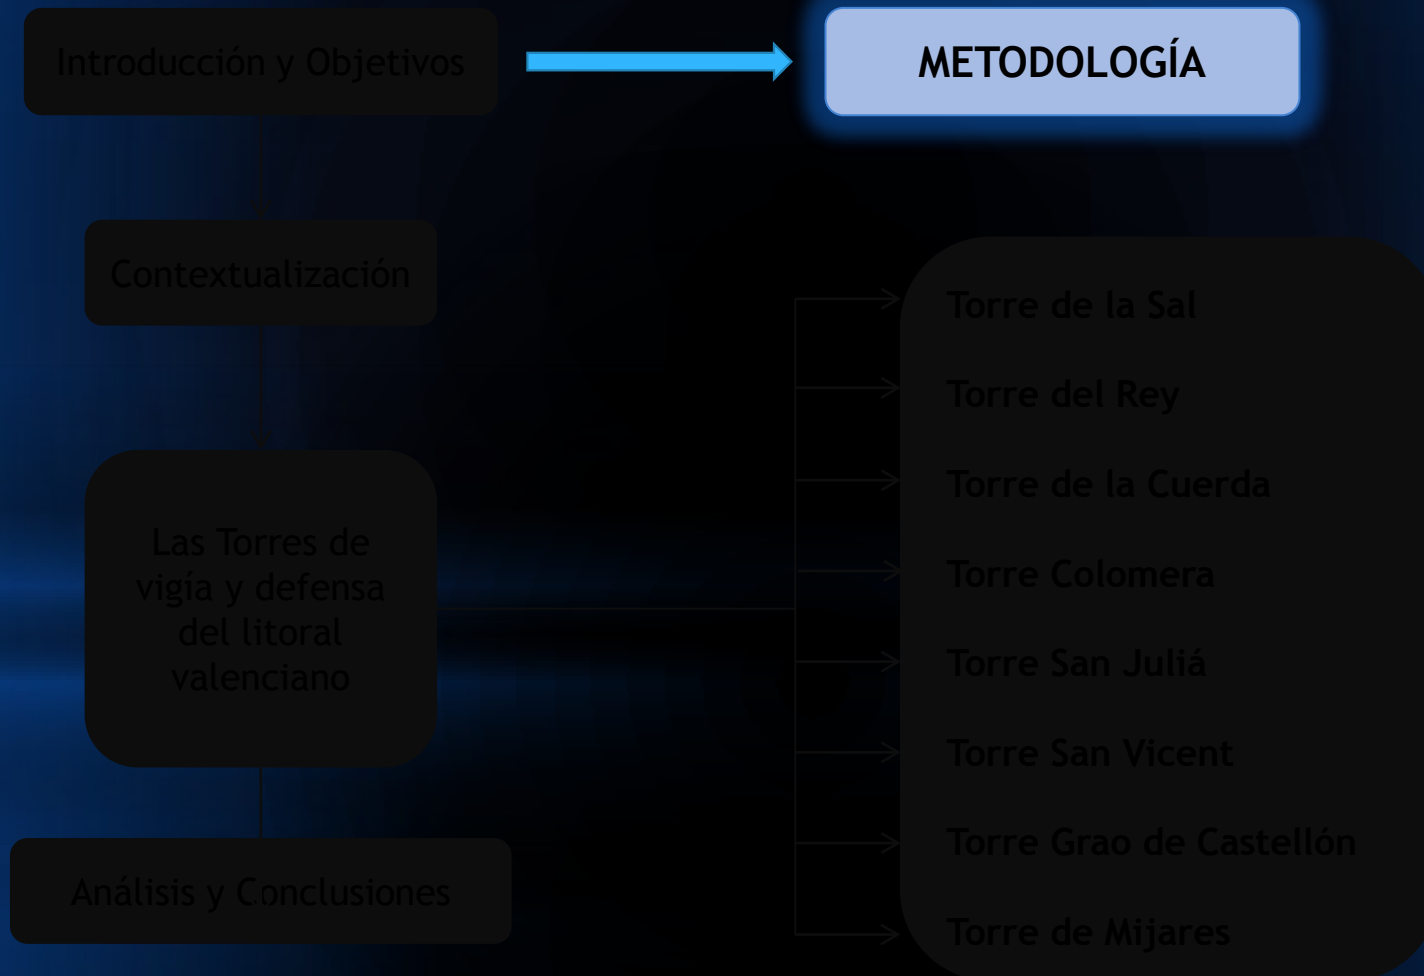 Introducción y Objetivos
METODOLOGÍA
Contextualización
Las Torres de
vigía y defensa
del litoral
valenciano
Análisis y Conclusiones
Torre de la Sal
Torre del Rey
Torre de la Cuerda
Torre Colomera
Torre San Juliá
Torre San Vicent
Torre Grao de Castellón
Torre de Mijares